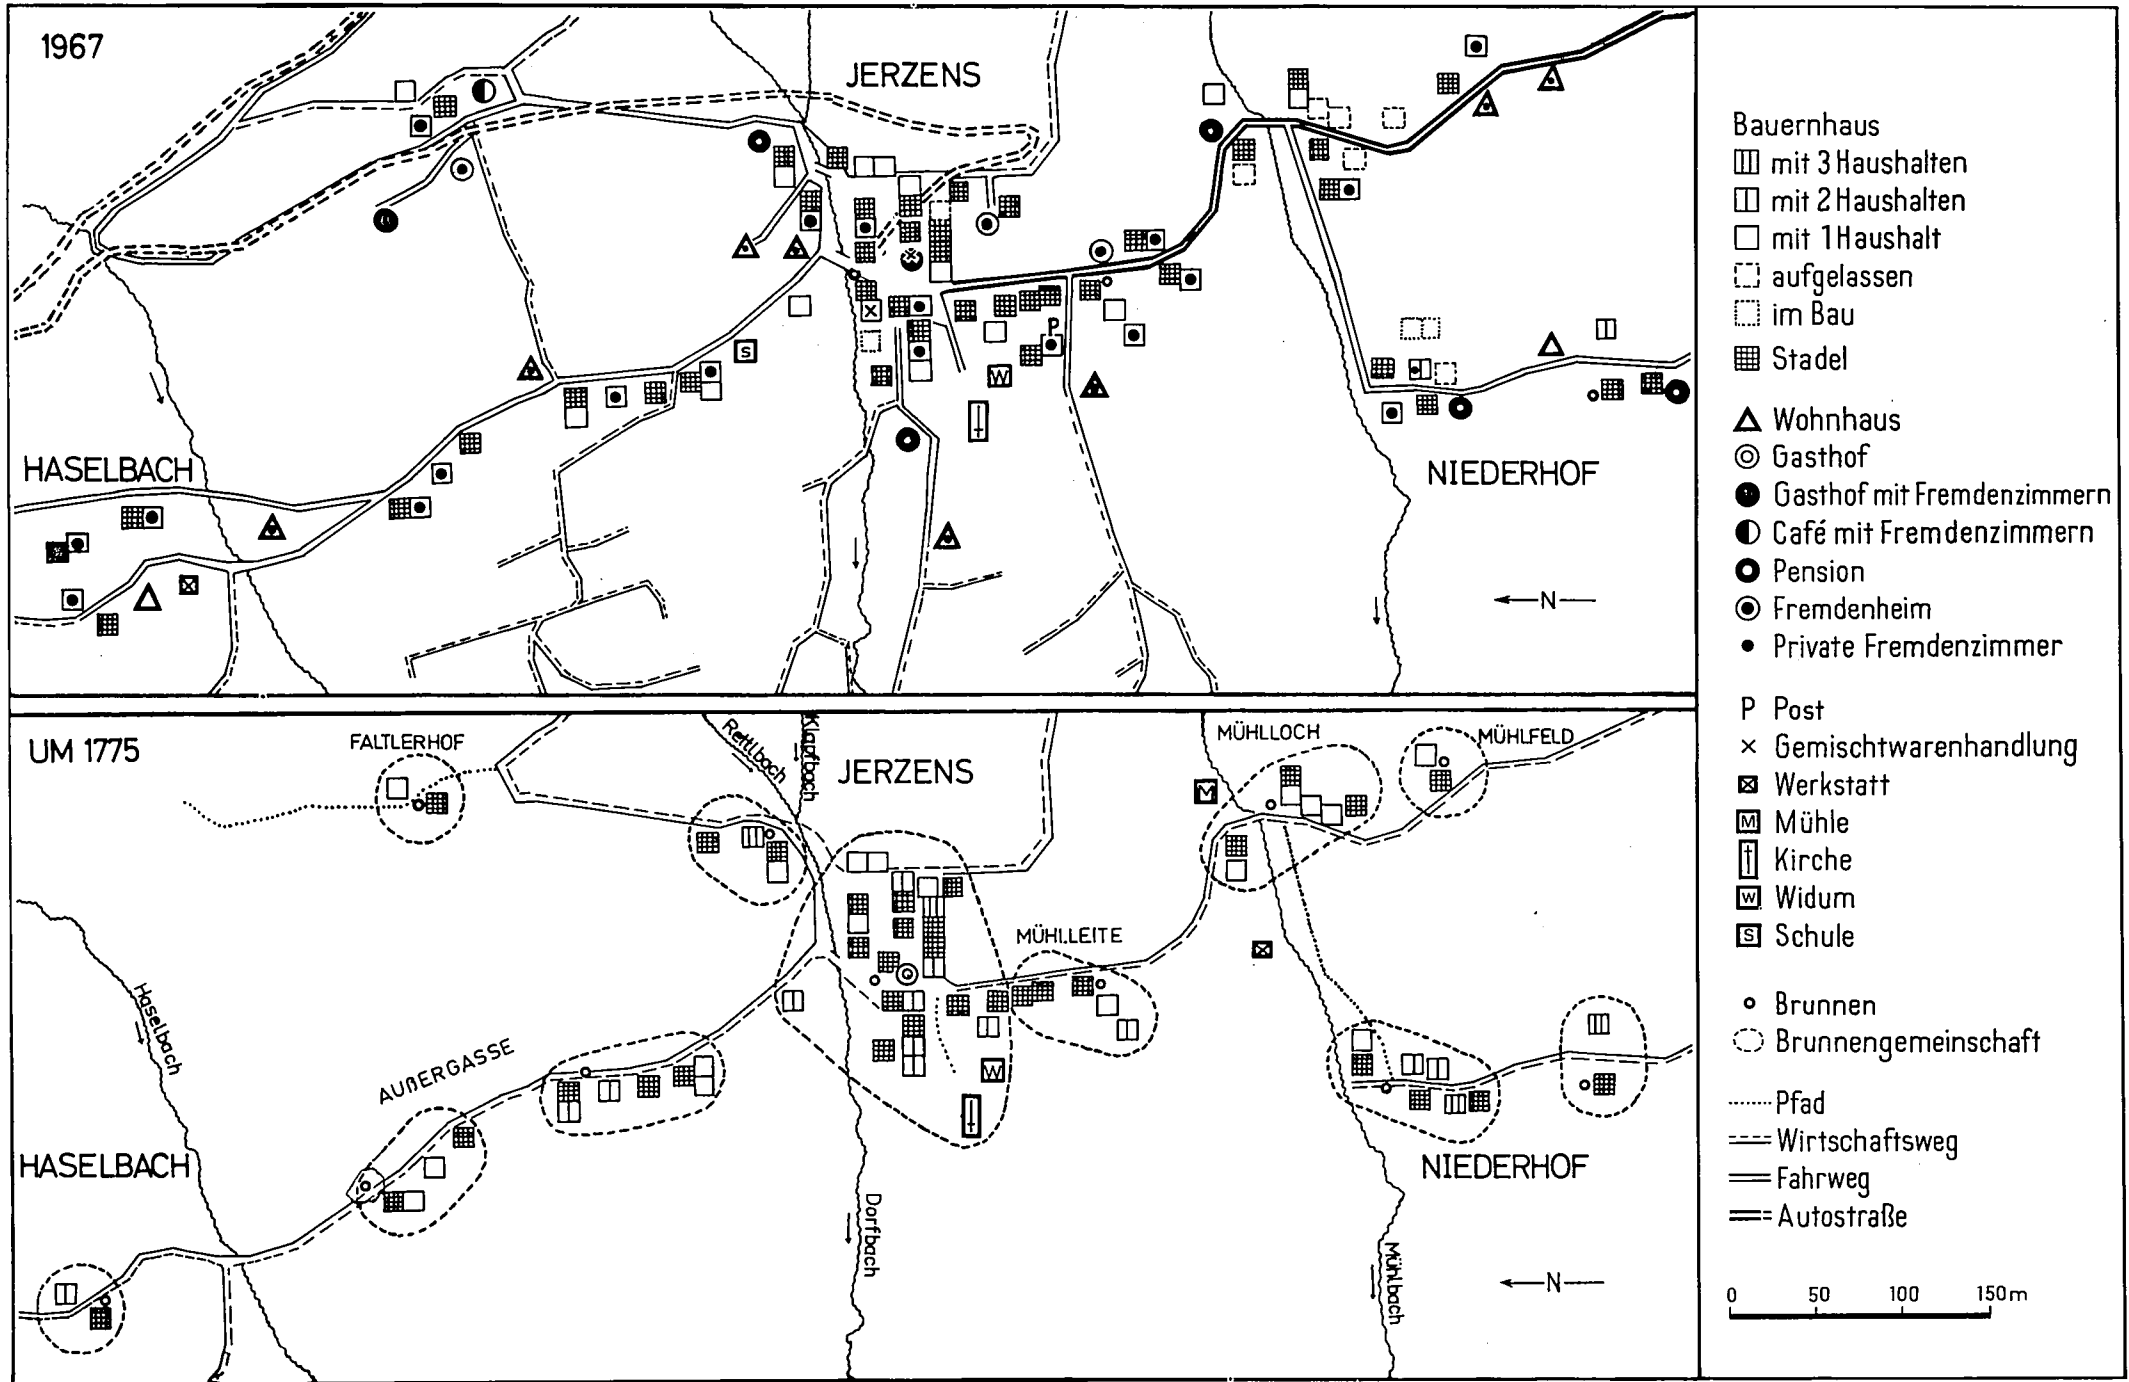 1967
JERZENS
P
X
S
W
HASELBACH
NIEDERHOF
←N—
UM 1775
FALTLERHOF
Rettlbach
Klapfbach
JERZENS
MÜHLLOCH
MÜHLFELD
M
MÜHLLEITE
Haselbach
AUßERGASSE
W
HASELBACH
NIEDERHOF
Dorfbach
Mühlbach
←N—
Bauernhaus
mit 3 Haushalten
mit 2 Haushalten
mit 1 Haushalt
aufgelassen
im Bau
Stadel
Wohnhaus
Gasthof
Gasthof mit Fremdenzimmern
Café mit Fremdenzimmern
Pension
Fremdenheim
Private Fremdenzimmer
P Post
x Gemischtwarenhandlung
Werkstatt
M Mühle
Kirche
W Widum
S Schule
Brunnen
Brunnengemeinschaft
Pfad
Wirtschaftsweg
Fahrweg
Autostraße
0 50 100 150m